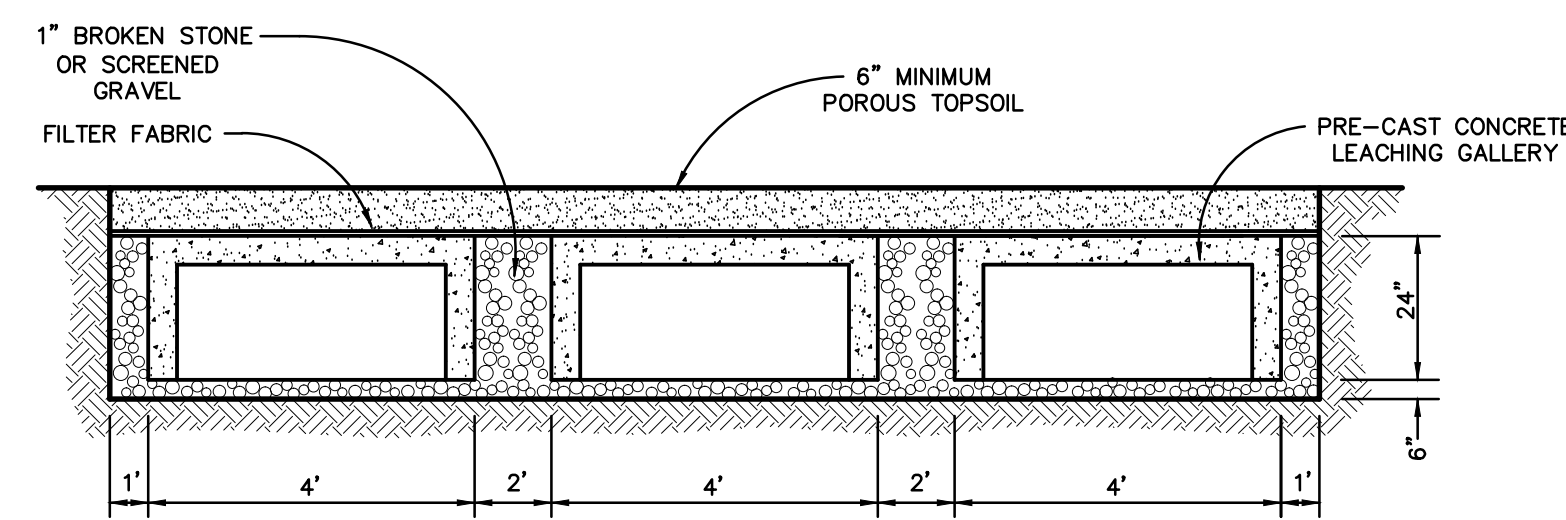 1” BROKEN STONE
OR SCREENED
GRAVEL
FILTER FABRIC
6” MINIMUM
POROUS TOPSOIL
PRE-CAST CONCRETE
LEACHING GALLERY
24”
6”
1’ 4’ 2’ 4’ 2’ 4’ 1’